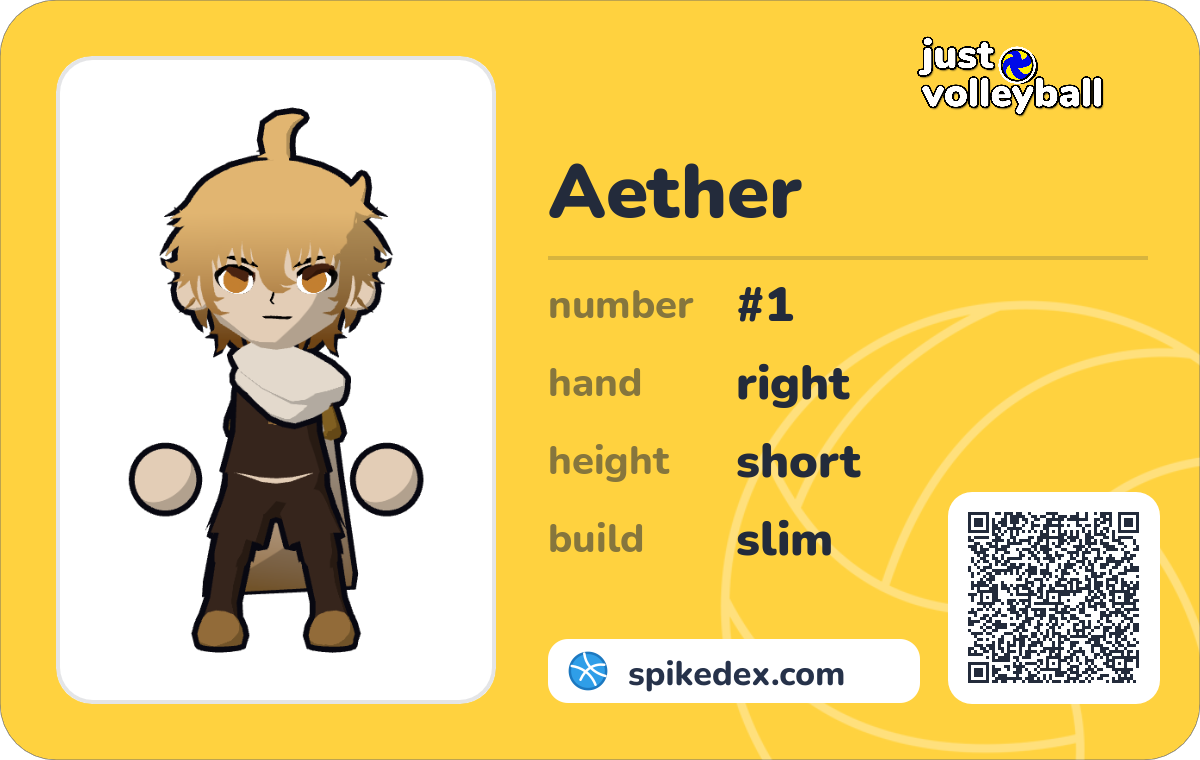 just
volleyball
Aether
number #1
hand right
height short
build slim
spikedex.com